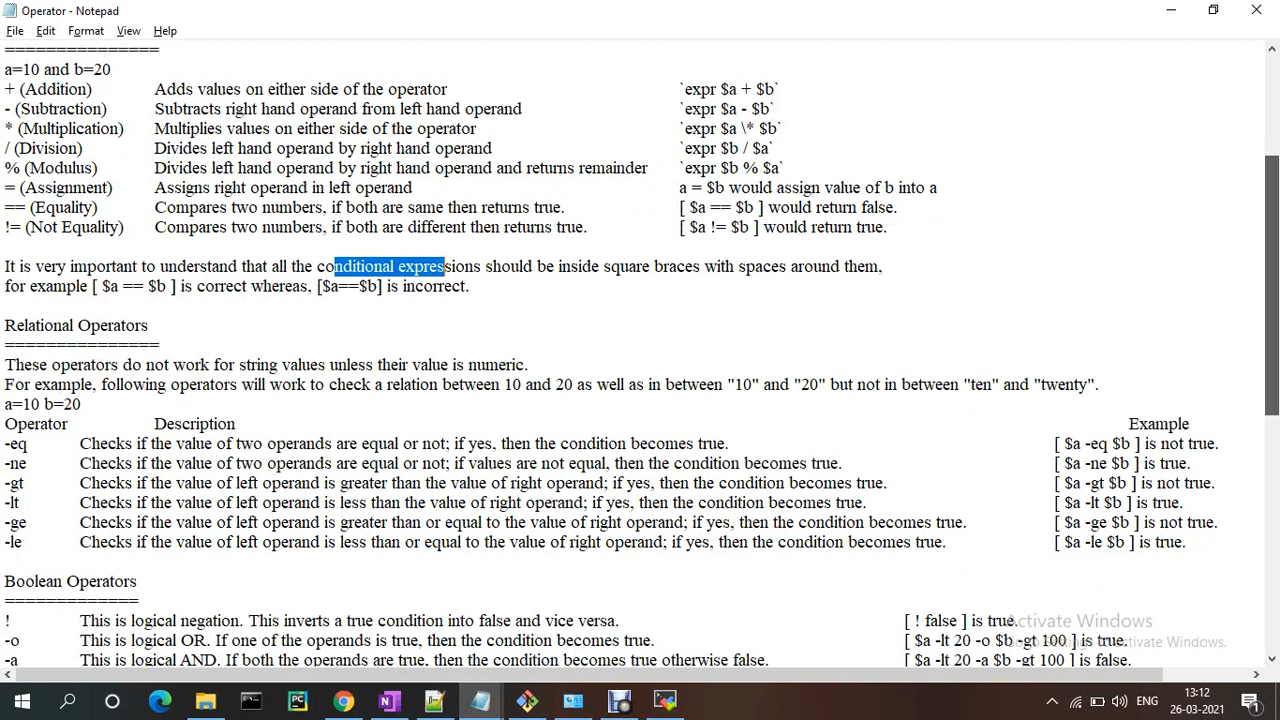 Operator - Notepad
File Edit Format View Help
===============
a=10 and b=20
+ (Addition) Adds values on either side of the operator `expr $a + $b`
- (Subtraction) Subtracts right hand operand from left hand operand `expr $a - $b`
* (Multiplication) Multiplies values on either side of the operator `expr $a \* $b`
/ (Division) Divides left hand operand by right hand operand `expr $b / $a`
% (Modulus) Divides left hand operand by right hand operand and returns remainder `expr $b % $a`
= (Assignment) Assigns right operand in left operand a = $b would assign value of b into a
== (Equality) Compares two numbers, if both are same then returns true. [ $a == $b ] would return false.
!= (Not Equality) Compares two numbers, if both are different then returns true. [ $a != $b ] would return true.
It is very important to understand that all the conditional expressions should be inside square braces with spaces around them,
for example [ $a == $b ] is correct whereas, [$a==$b] is incorrect.
Relational Operators
===============
These operators do not work for string values unless their value is numeric.
For example, following operators will work to check a relation between 10 and 20 as well as in between "10" and "20" but not in between "ten" and "twenty".
a=10 b=20
Operator Description Example
-eq Checks if the value of two operands are equal or not; if yes, then the condition becomes true. [ $a -eq $b ] is not true.
-ne Checks if the value of two operands are equal or not; if values are not equal, then the condition becomes true. [ $a -ne $b ] is true.
-gt Checks if the value of left operand is greater than the value of right operand; if yes, then the condition becomes true. [ $a -gt $b ] is not true.
-lt Checks if the value of left operand is less than the value of right operand; if yes, then the condition becomes true. [ $a -lt $b ] is true.
-ge Checks if the value of left operand is greater than or equal to the value of right operand; if yes, then the condition becomes true. [ $a -ge $b ] is not true.
-le Checks if the value of left operand is less than or equal to the value of right operand; if yes, then the condition becomes true. [ $a -le $b ] is true.
Boolean Operators
=============
! This is logical negation. This inverts a true condition into false and vice versa. [ ! false ] is true.
-o This is logical OR. If one of the operands is true, then the condition becomes true. [ $a -lt 20 -o $b -gt 100 ] is true.
-a This is logical AND. If both the operands are true, then the condition becomes true otherwise false. [ $a -lt 20 -a $b -gt 100 ] is false.
Activate Windows
Go to Settings to activate Windows.
ENG
13:12
26-03-2021